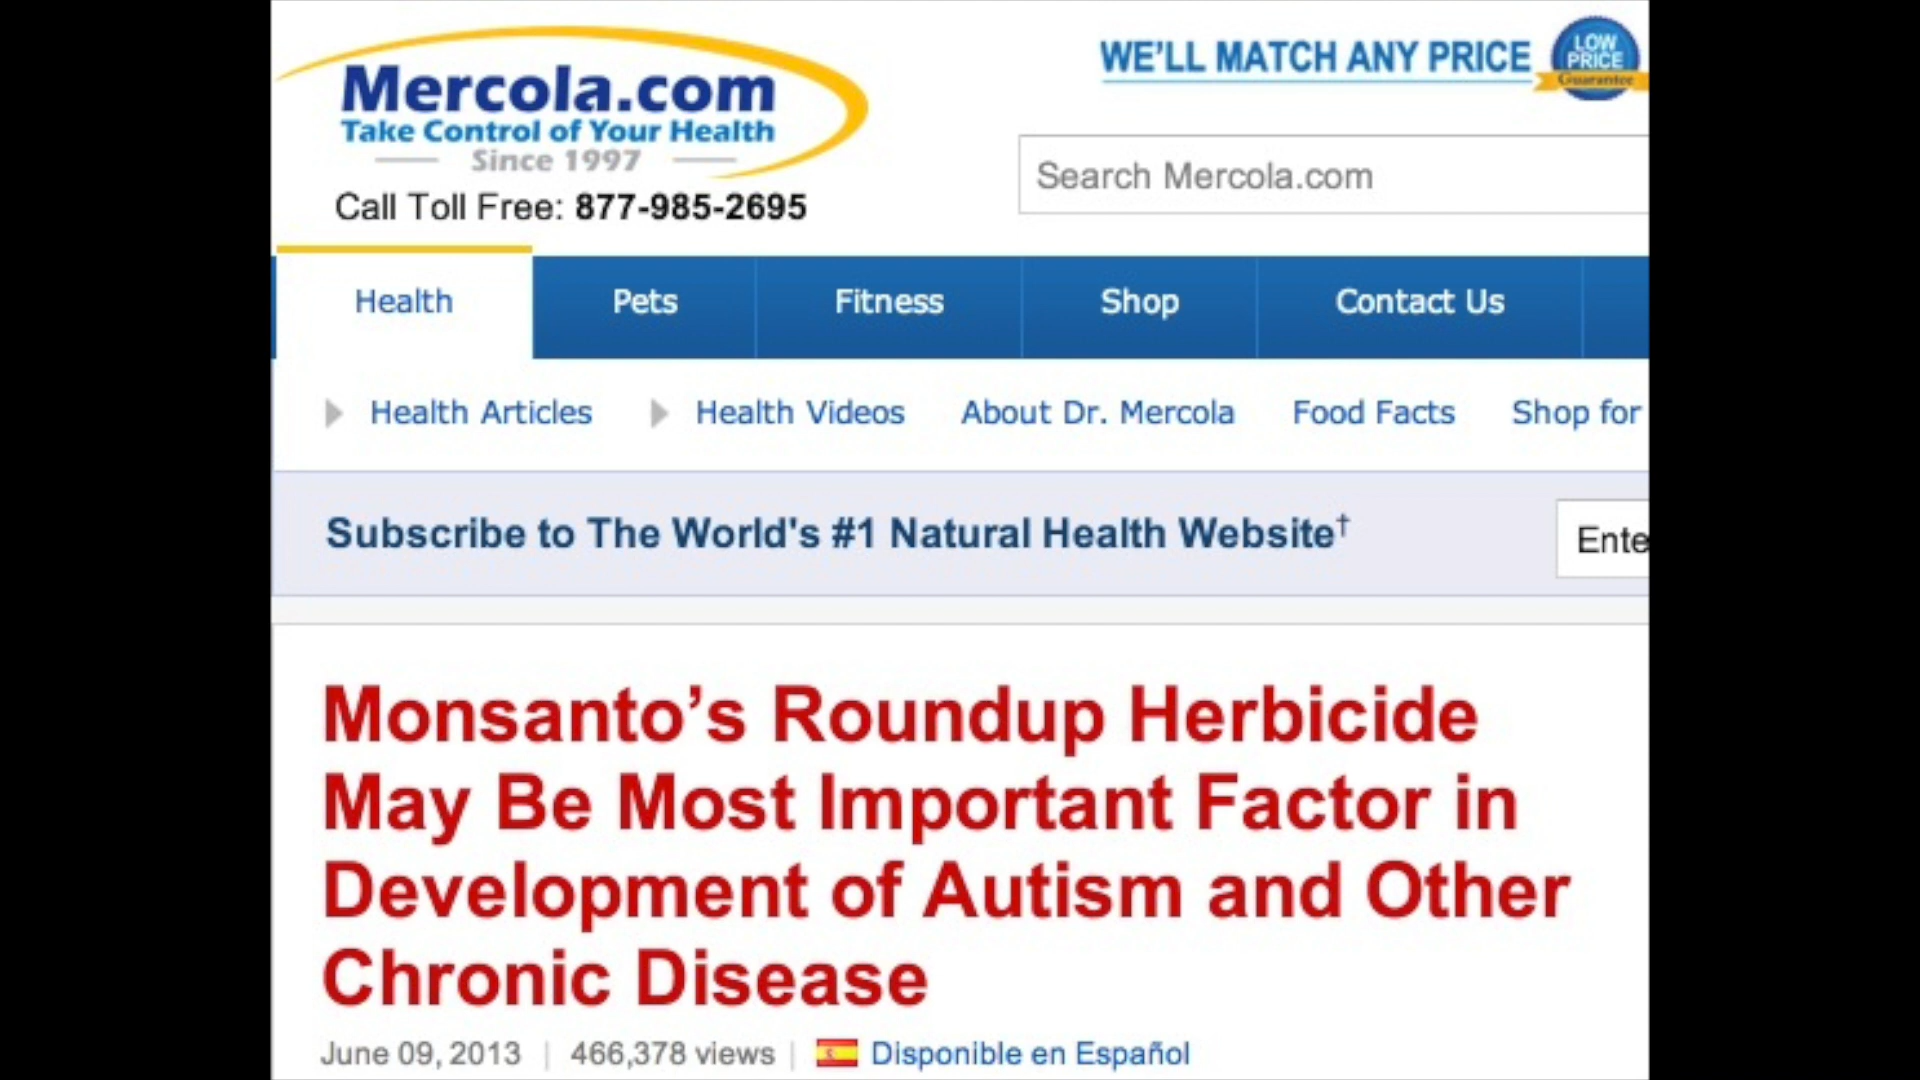 Mercola.com
Take Control of Your Health
Since 1997
Call Toll Free: 877-985-2695
WE'LL MATCH ANY PRICE
LOW
PRICE
Guarantee
Search Mercola.com
Health Pets Fitness Shop Contact Us
Health Articles Health Videos About Dr. Mercola Food Facts Shop for
Subscribe to The World's #1 Natural Health Website†
Ente
Monsanto’s Roundup Herbicide
May Be Most Important Factor in
Development of Autism and Other
Chronic Disease
June 09, 2013 | 466,378 views | Disponible en Español